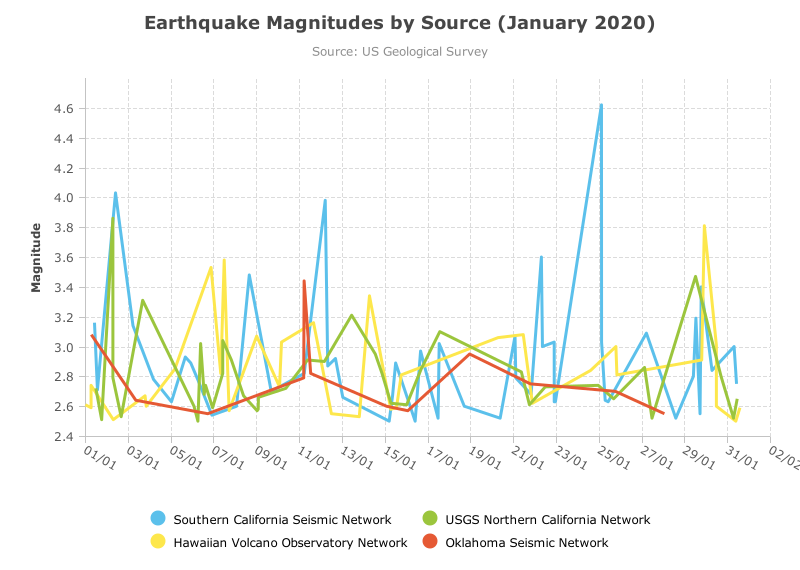 Earthquake Magnitudes by Source (January 2020)
Source: US Geological Survey
Magnitude
4.6
4.4
4.2
4.0
3.8
3.6
3.4
3.2
3.0
2.8
2.6
2.4
01/01 03/01 05/01 07/01 09/01 11/01 13/01 15/01 17/01 19/01 21/01 23/01 25/01 27/01 29/01 31/01 02/02
Southern California Seismic Network USGS Northern California Network
Hawaiian Volcano Observatory Network Oklahoma Seismic Network